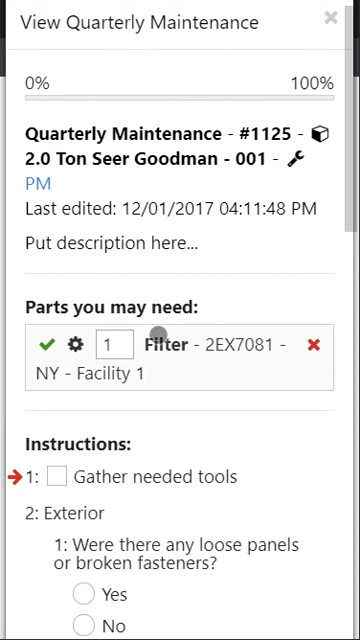 View Quarterly Maintenance
0% 100%
Quarterly Maintenance - #1125 -
2.0 Ton Seer Goodman - 001 -
PM
Last edited: 12/01/2017 04:11:48 PM
Put description here...
Parts you may need:
1 Filter - 2EX7081 -
NY - Facility 1
Instructions:
1: Gather needed tools
2: Exterior
1: Were there any loose panels
or broken fasteners?
Yes
No